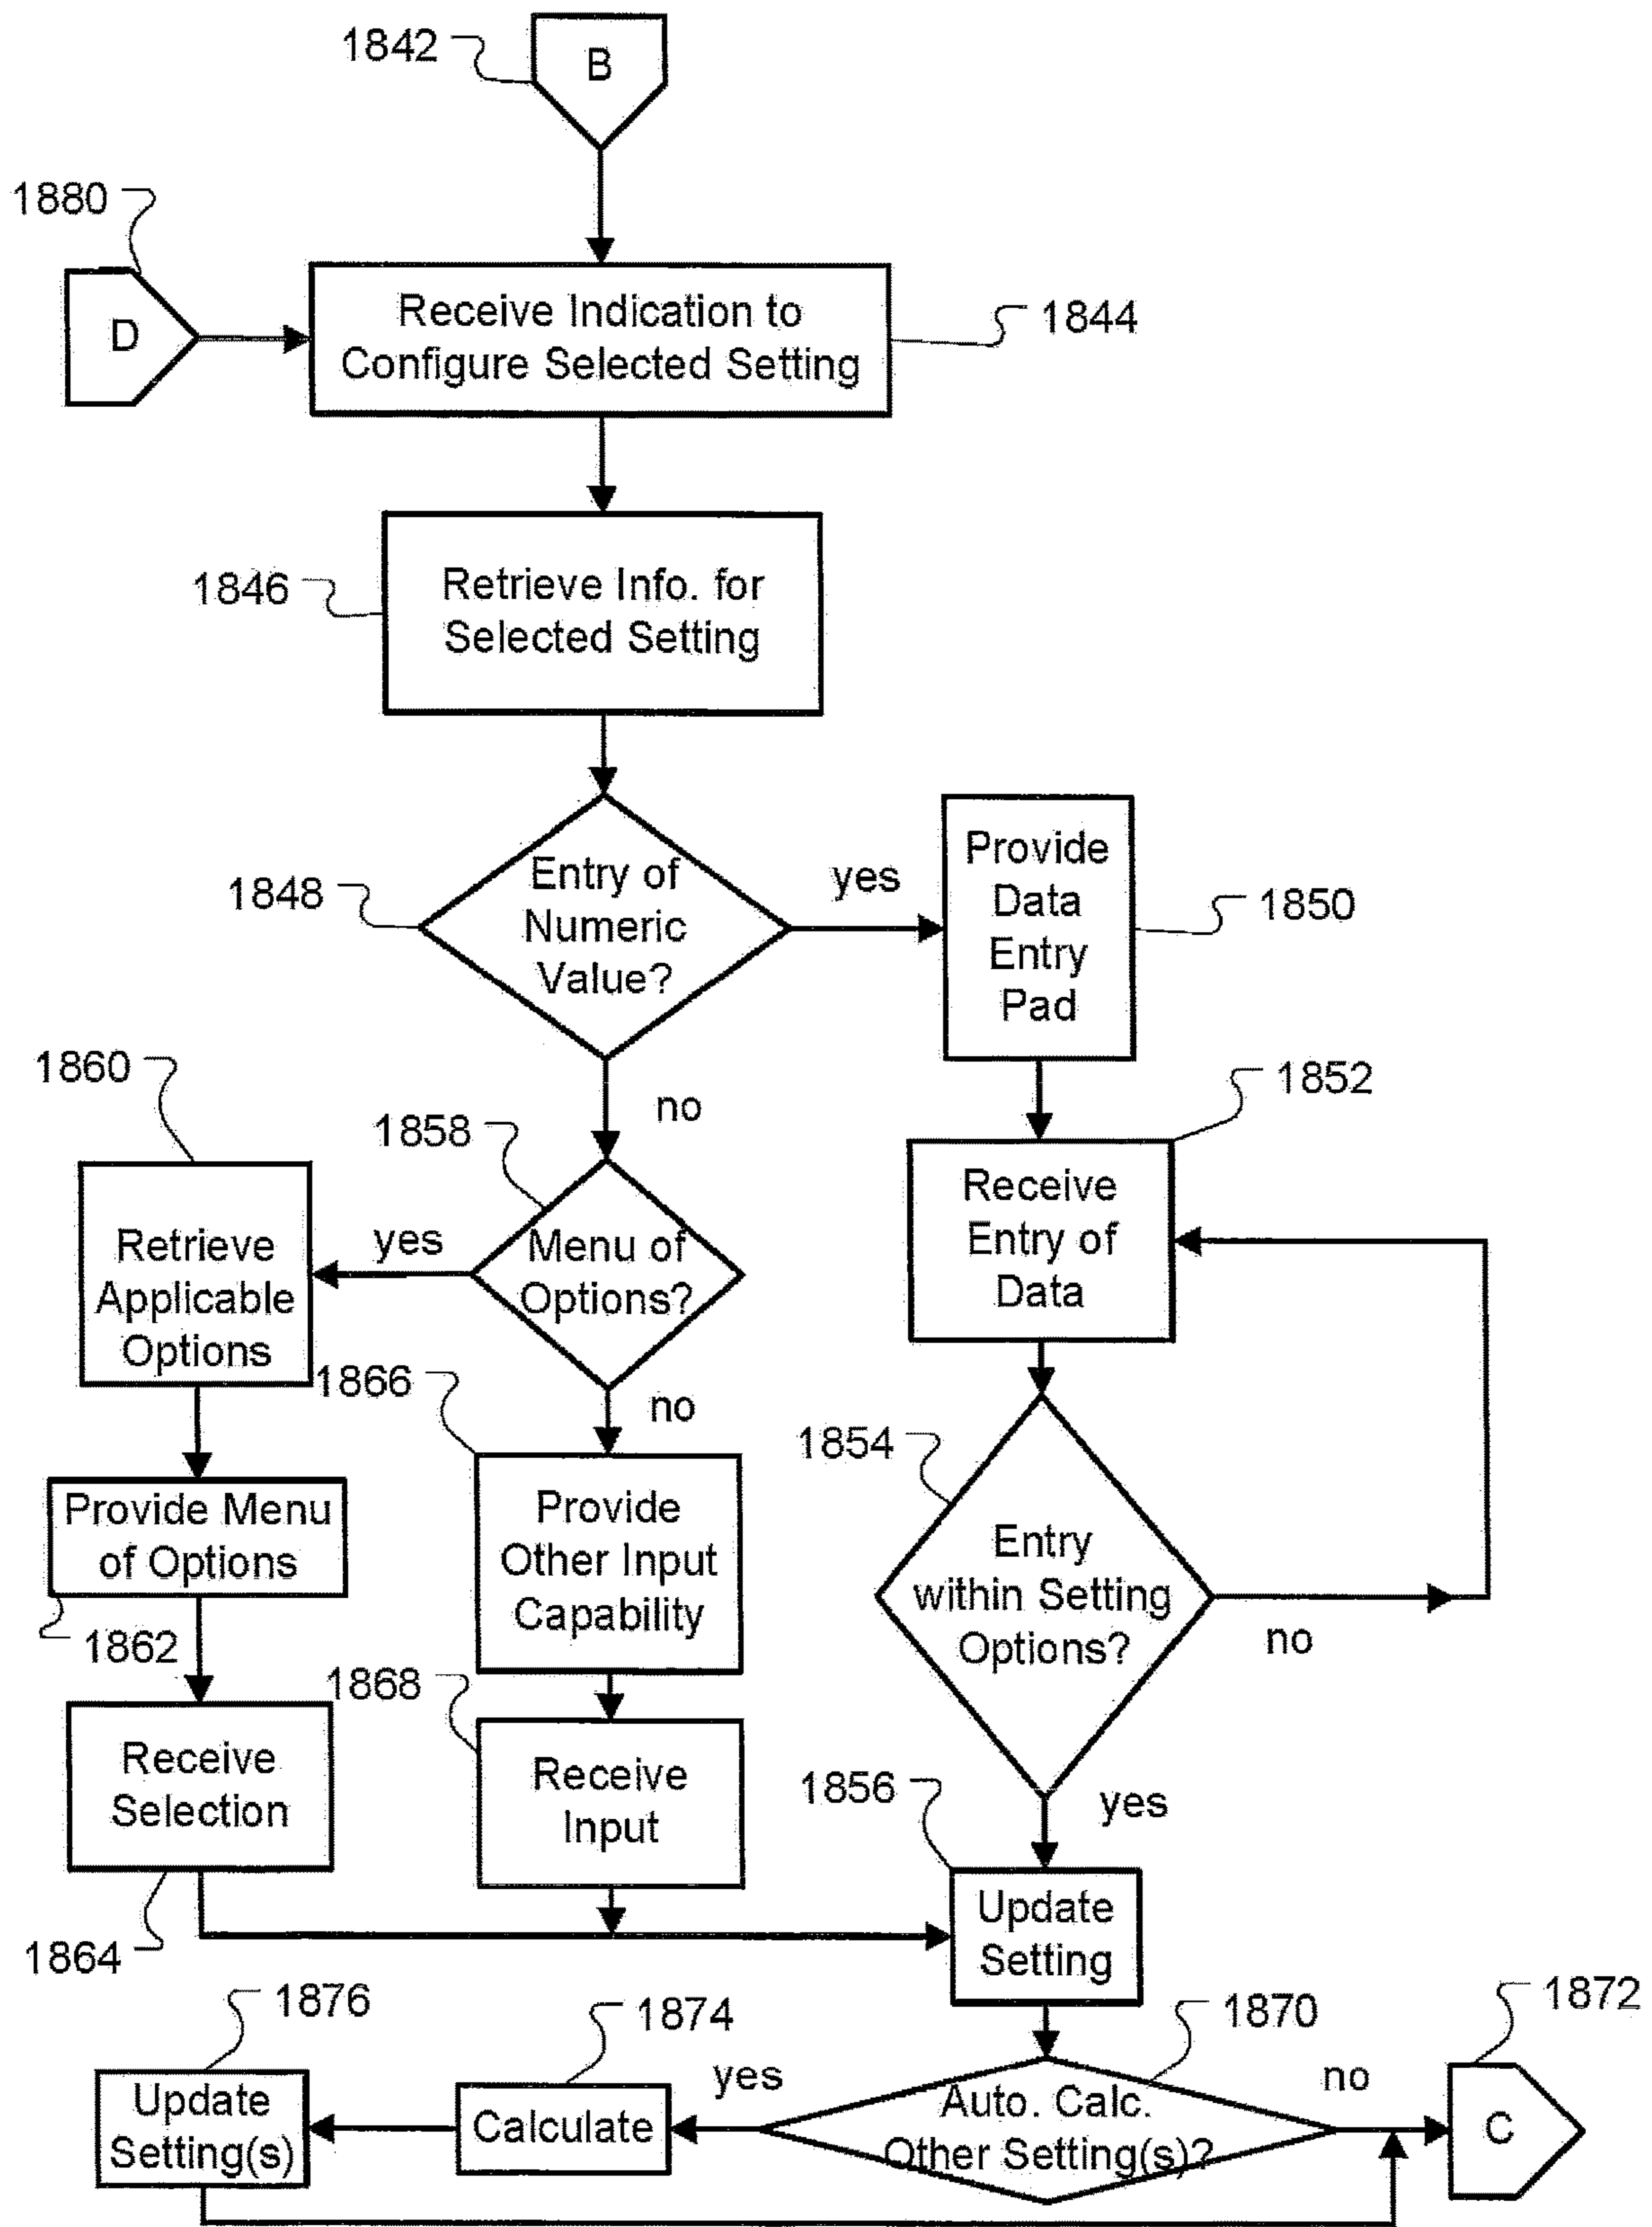 1842
B
1880
D
Receive Indication to
Configure Selected Setting
1844
1846
Retrieve Info. for
Selected Setting
1848
Entry of
Numeric
Value?
yes
Provide
Data
Entry
Pad
1850
no
1860
1858
1852
Retrieve
Applicable
Options
yes
Menu of
Options?
Receive
Entry of
Data
1866
no
1854
Provide Menu
of Options
1862
Provide
Other Input
Capability
Entry
within Setting
Options?
no
1868
Receive
Selection
1864
Receive
Input
1856
yes
Update
Setting
1876
1874
1870
1872
Update
Setting(s)
Calculate
yes
Auto. Calc.
Other Setting(s)?
no
C